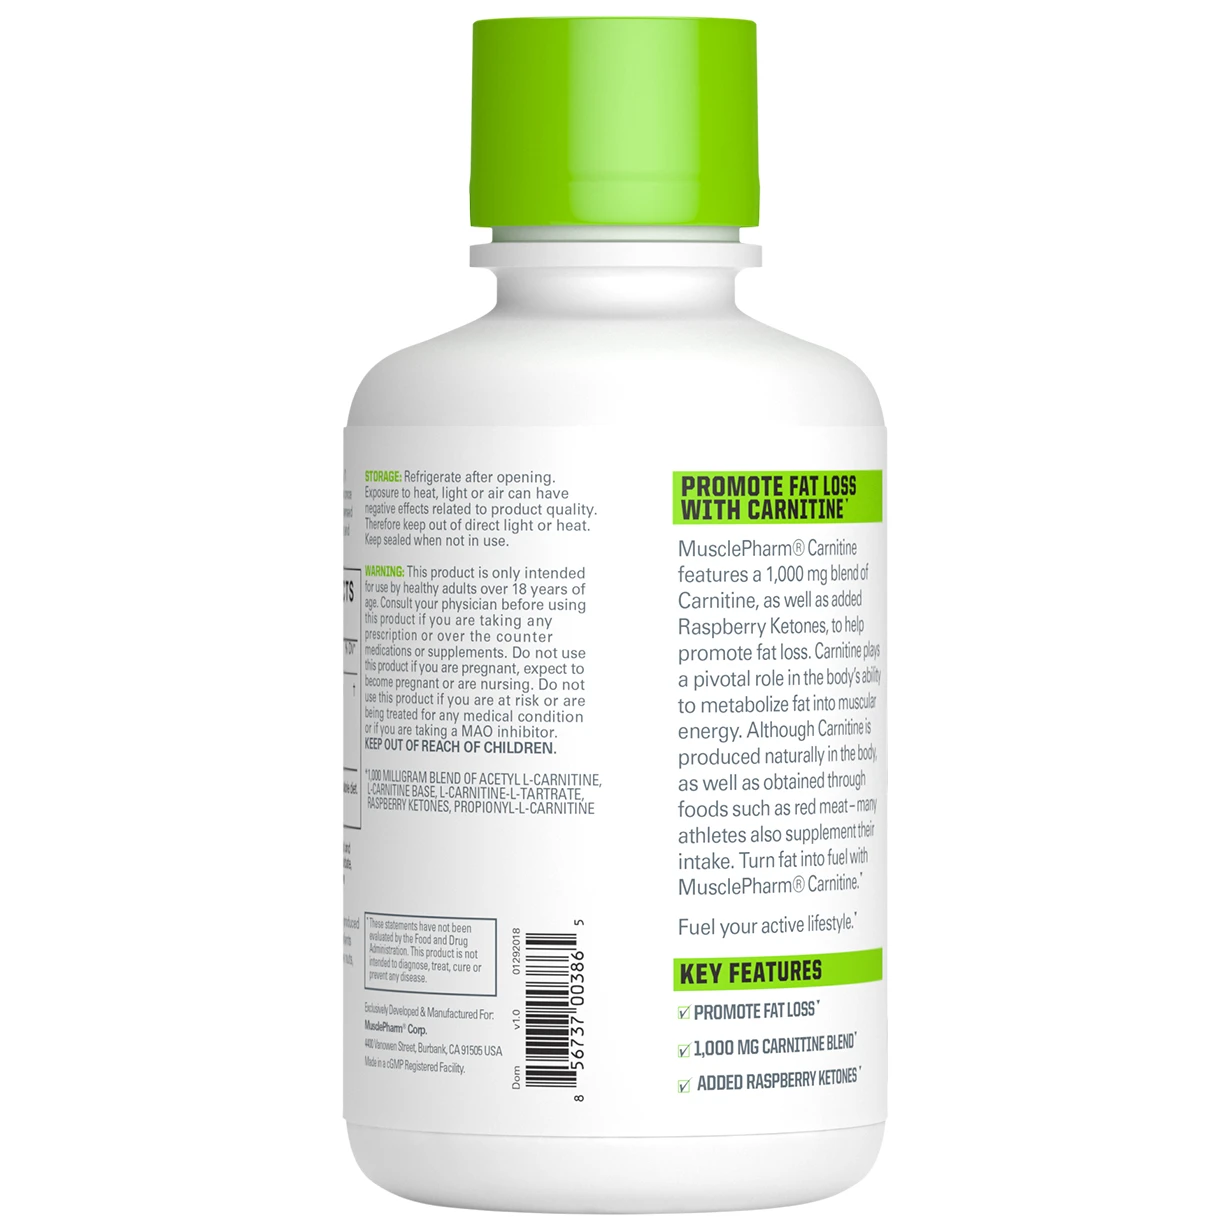 STORAGE: Refrigerate after opening.
Exposure to heat, light or air can have
negative effects related to product quality.
Therefore keep out of direct light or heat.
Keep sealed when not in use.
WARNING: This product is only intended
for use by healthy adults over 18 years of
age. Consult your physician before using
this product if you are taking any
prescription or over the counter
medications or supplements. Do not use
this product if you are pregnant, expect to
become pregnant or are nursing. Do not
use this product if you are at risk or are
being treated for any medical condition
or if you are taking a MAO inhibitor.
KEEP OUT OF REACH OF CHILDREN.
*1,000 MILLIGRAM BLEND OF ACETYL L-CARNITINE,
L-CARNITINE BASE, L-CARNITINE-L-TARTRATE,
RASPBERRY KETONES, PROPIONYL-L-CARNITINE
* These statements have not been
evaluated by the Food and Drug
Administration. This product is not
intended to diagnose, treat, cure or
prevent any disease.
Exclusively Developed & Manufactured For:
MusclePharm® Corp.
4400 Vanowen Street, Burbank, CA 91505 USA
Made in a cGMP Registered Facility.
Dom v1.0 01292018
8 56737 00386 5
PROMOTE FAT LOSS
WITH CARNITINE*
MusclePharm® Carnitine
features a 1,000 mg blend of
Carnitine, as well as added
Raspberry Ketones, to help
promote fat loss. Carnitine plays
a pivotal role in the body's ability
to metabolize fat into muscular
energy. Although Carnitine is
produced naturally in the body,
as well as obtained through
foods such as red meat–many
athletes also supplement their
intake. Turn fat into fuel with
MusclePharm® Carnitine.*
Fuel your active lifestyle.*
KEY FEATURES
PROMOTE FAT LOSS*
1,000 MG CARNITINE BLEND*
ADDED RASPBERRY KETONES*